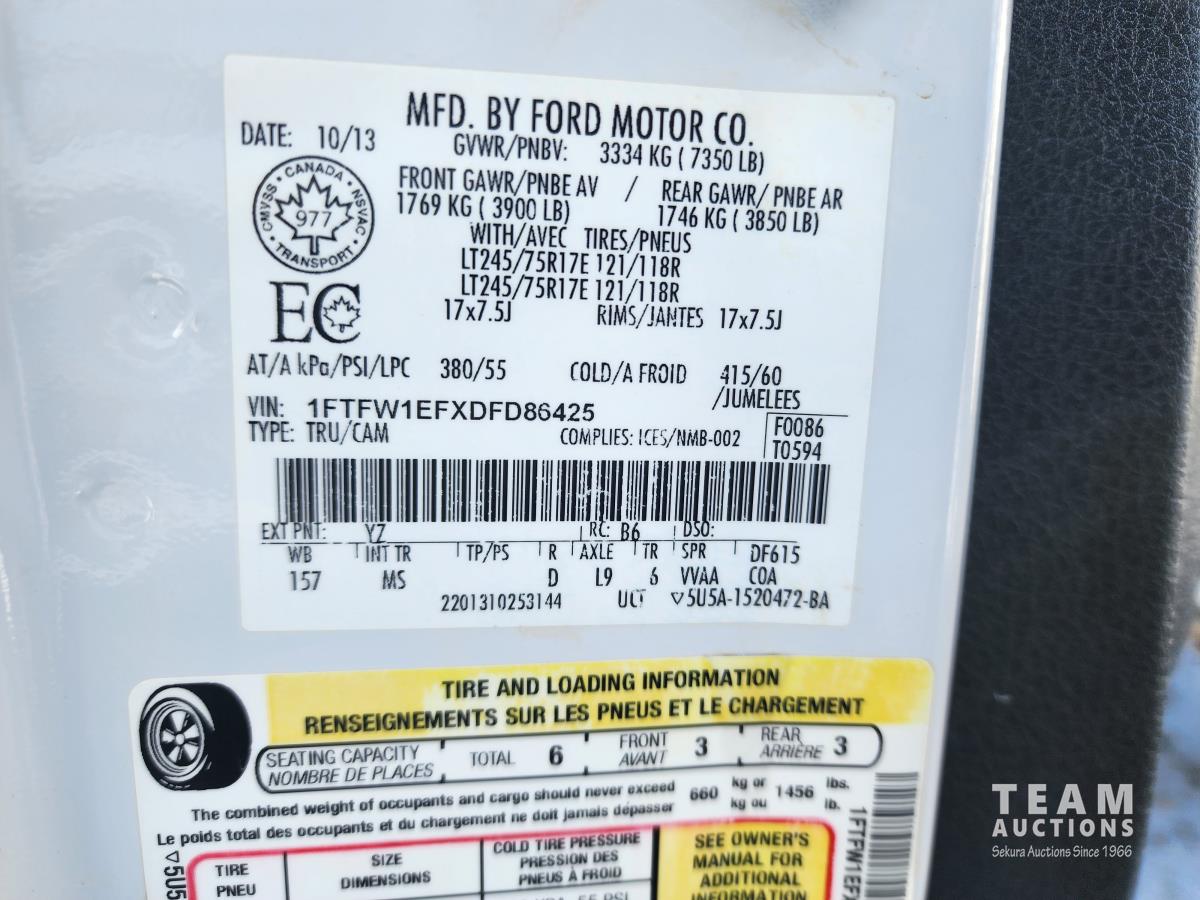 MFD. BY FORD MOTOR CO.
DATE: 10/13
GVWR/PNBV: 3334 KG ( 7350 LB)
FRONT GAWR/PNBE AV / REAR GAWR/ PNBE AR
1769 KG ( 3900 LB) 1746 KG ( 3850 LB)
WITH/AVEC TIRES/PNEUS
LT245/75R17E 121/118R
LT245/75R17E 121/118R
17x7.5J RIMS/JANTES 17x7.5J
CANADA
CMVSS 977 NSVAC
TRANSPORT
EC
AT/A kPa/PSI/LPC 380/55 COLD/A FROID 415/60
/JUMELEES
VIN: 1FTFW1EFXDFD86425
TYPE: TRU/CAM COMPLIES: ICES/NMB-002
F0086
T0594
EXT PNT: YZ RC: B6 DSO:
WB INT TR TP/PS R AXLE TR SPR DF615
157 MS D L9 6 VVAA COA
2201310253144 UCT ▽5U5A-1520472-BA
TIRE AND LOADING INFORMATION
RENSEIGNEMENTS SUR LES PNEUS ET LE CHARGEMENT
SEATING CAPACITY
NOMBRE DE PLACES
TOTAL 6
FRONT
AVANT 3
REAR
ARRIÈRE 3
The combined weight of occupants and cargo should never exceed 660 kg or 1456 lbs.
Le poids total des occupants et du chargement ne doit jamais dépasser kg ou lb.
TIRE
PNEU
SIZE
DIMENSIONS
COLD TIRE PRESSURE
PRESSION DES
PNEUS À FROID
SEE OWNER'S
MANUAL FOR
ADDITIONAL
INFORMATION
▽5U5
1FTFW1EFX
TEAM
AUCTIONS
Sekura Auctions Since 1966